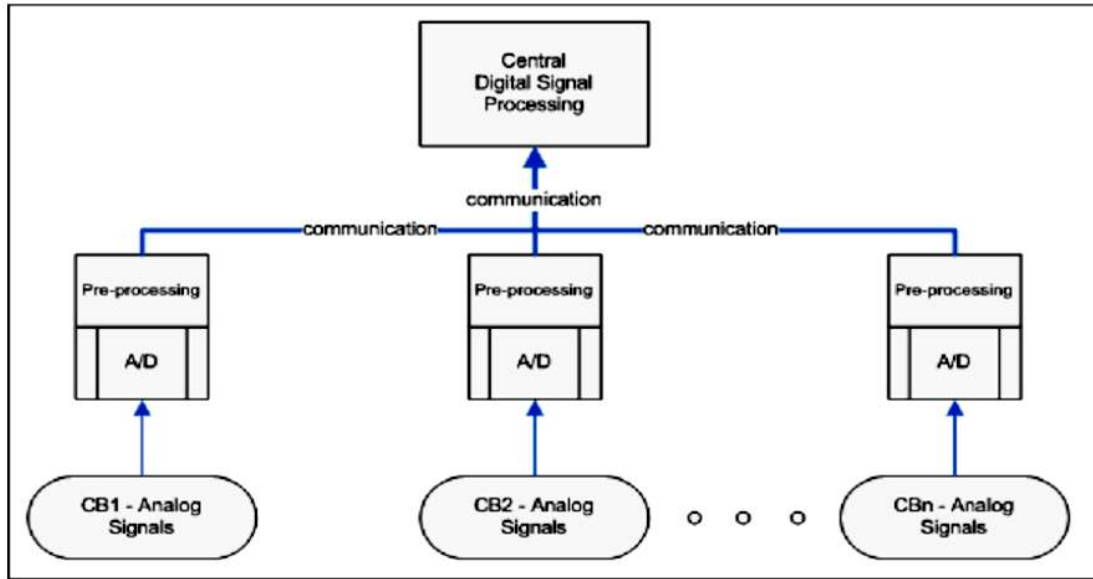 Central
Digital Signal
Processing
communication
communication
communication
Pre-processing
Pre-processing
Pre-processing
A/D
A/D
A/D
CB1 - Analog
Signals
CB2 - Analog
Signals
CBn - Analog
Signals